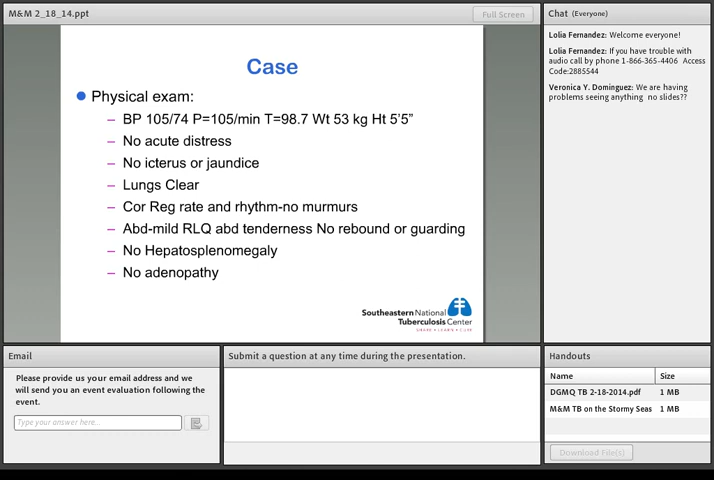 M&M 2_18_14.ppt
Full Screen
Case
Physical exam:
– BP 105/74 P=105/min T=98.7 Wt 53 kg Ht 5’5”
– No acute distress
– No icterus or jaundice
– Lungs Clear
– Cor Reg rate and rhythm-no murmurs
– Abd-mild RLQ abd tenderness No rebound or guarding
– No Hepatosplenomegaly
– No adenopathy
Southeastern National
Tuberculosis Center
Chat (Everyone)
Lolia Fernandez: Welcome everyone!
Lolia Fernandez: If you have trouble with
audio call by phone 1-866-365-4406 Access
Code:2885544
Veronica Y. Dominguez: We are having
problems seeing anything no slides??
Email
Please provide us your email address and we
will send you an event evaluation following the
event.
Type your answer here...
Submit a question at any time during the presentation.
Handouts
Name Size
DGMQ TB 2-18-2014.pdf 1 MB
M&M TB on the Stormy Seas 1 MB
Download File(s)